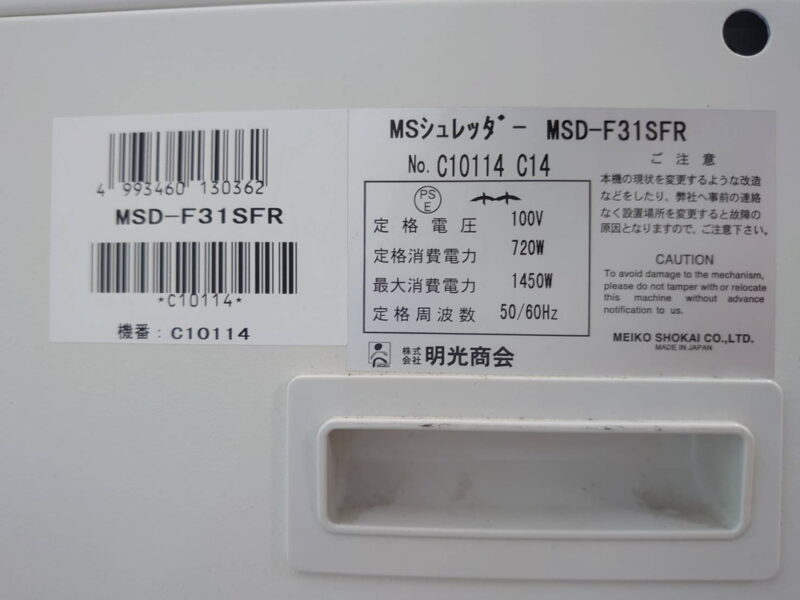 4 993460 130362
MSD-F31SFR
*C10114*
機番：C10114
MSシュレッダー MSD-F31SFR
No. C10114 C14
PS
E
定格電圧 100V
定格消費電力 720W
最大消費電力 1450W
定格周波数 50/60Hz
株式会社 明光商会
ご注意
本機の現状を変更するような改造
などをしたり、弊社へ事前の連絡
なく設置場所を変更すると故障の
原因となりますので、ご注意下さい。
CAUTION
To avoid damage to the mechanism,
please do not tamper with or relocate
this machine without advance
notification to us.
MEIKO SHOKAI CO.,LTD.
MADE IN JAPAN